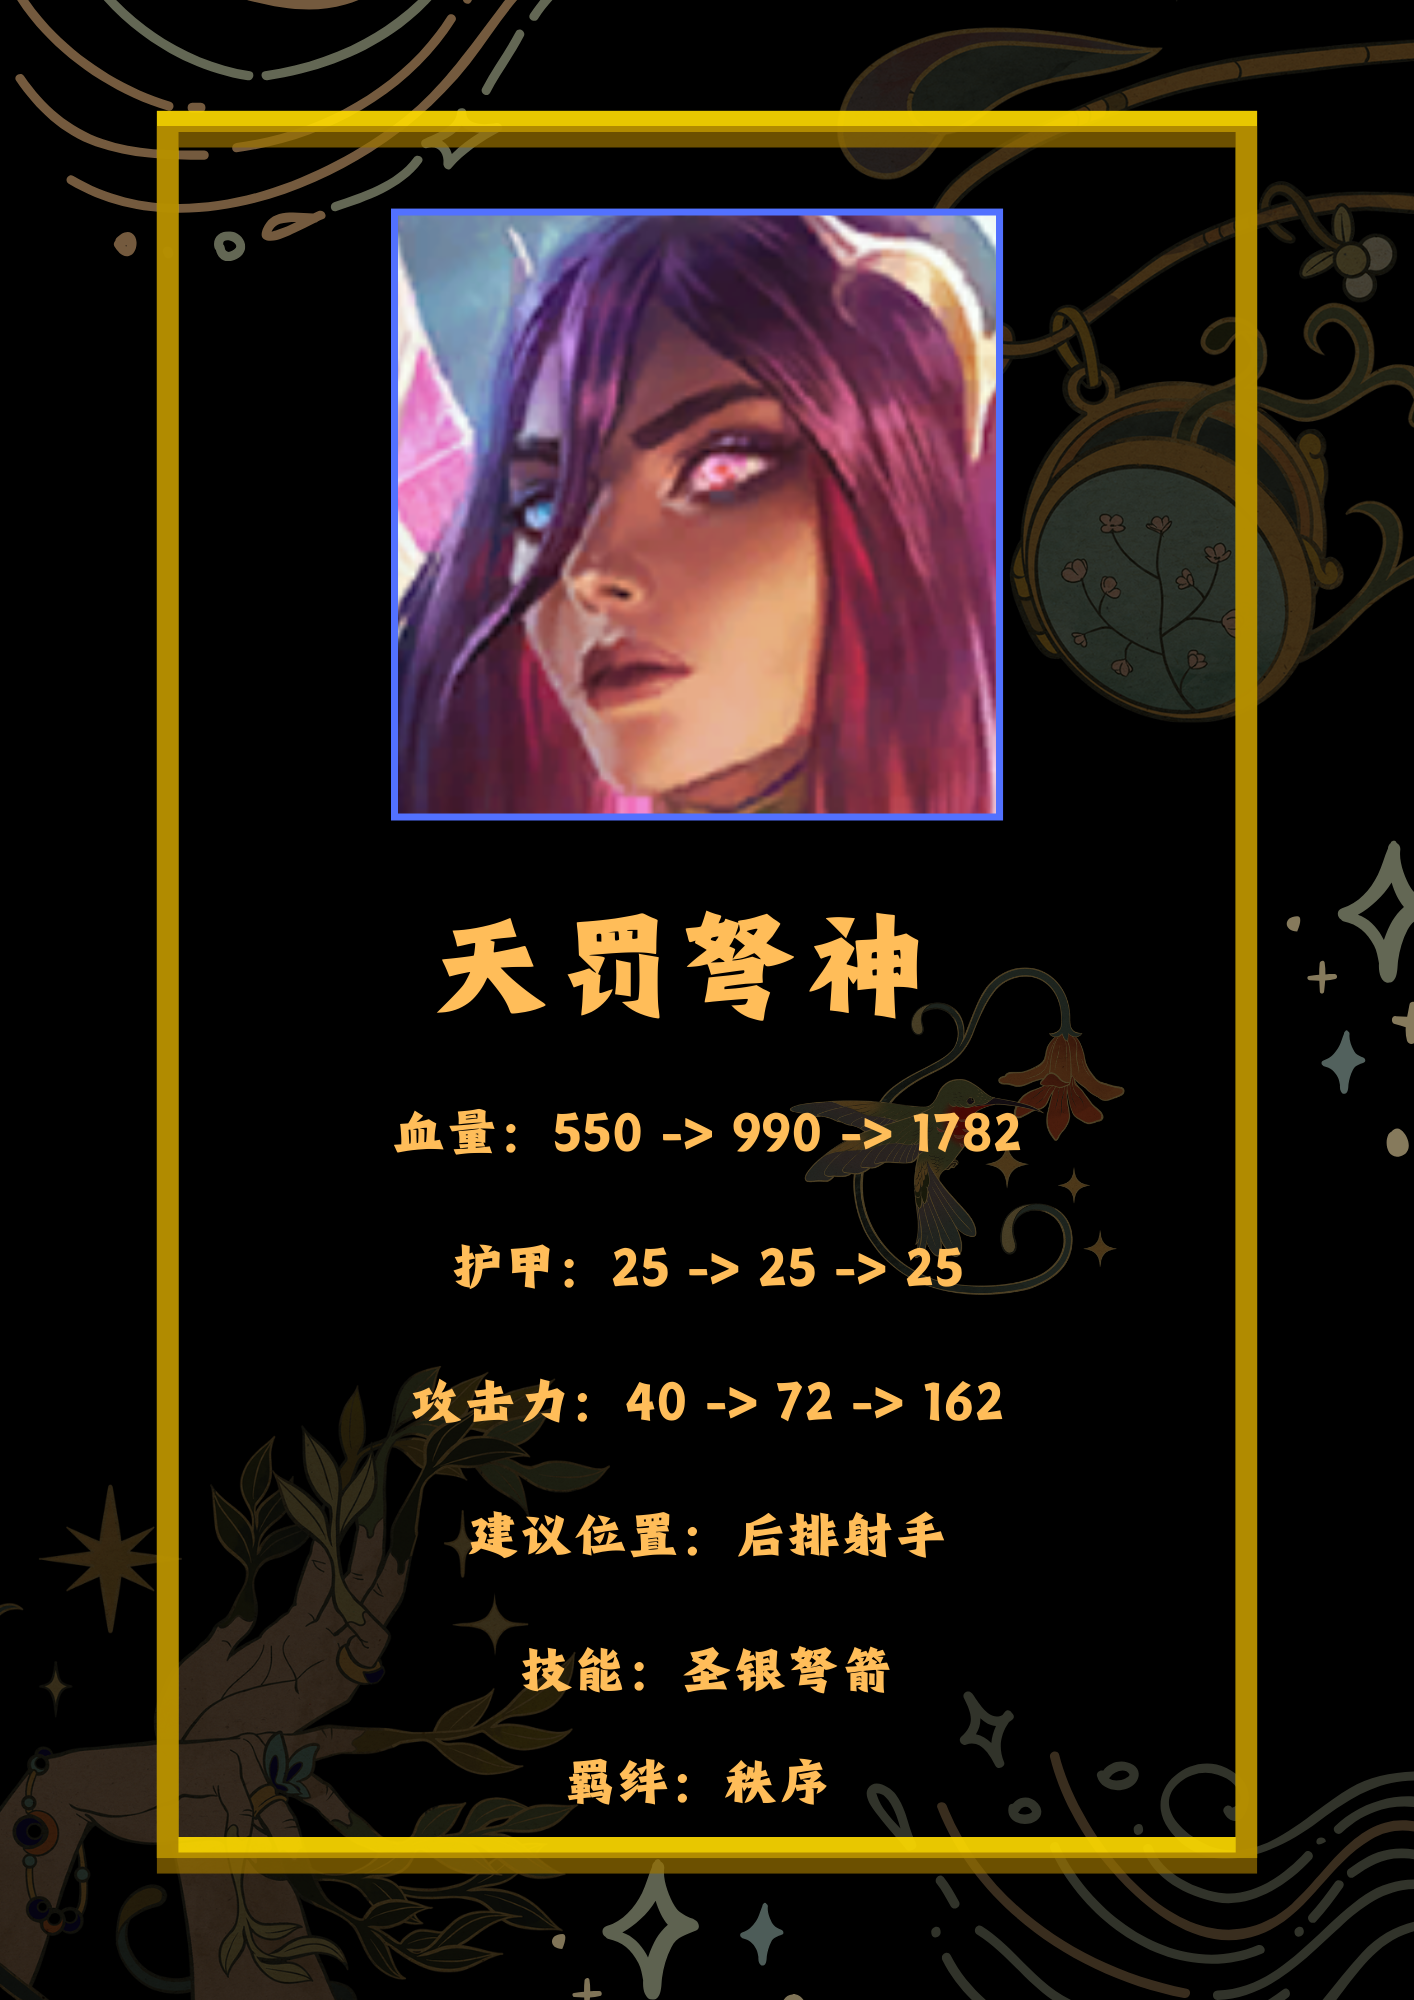 天罚弩神
血量：550 -> 990 -> 1782
护甲：25 -> 25 -> 25
攻击力：40 -> 72 -> 162
建议位置：后排射手
技能：圣银弩箭
羁绊：秩序